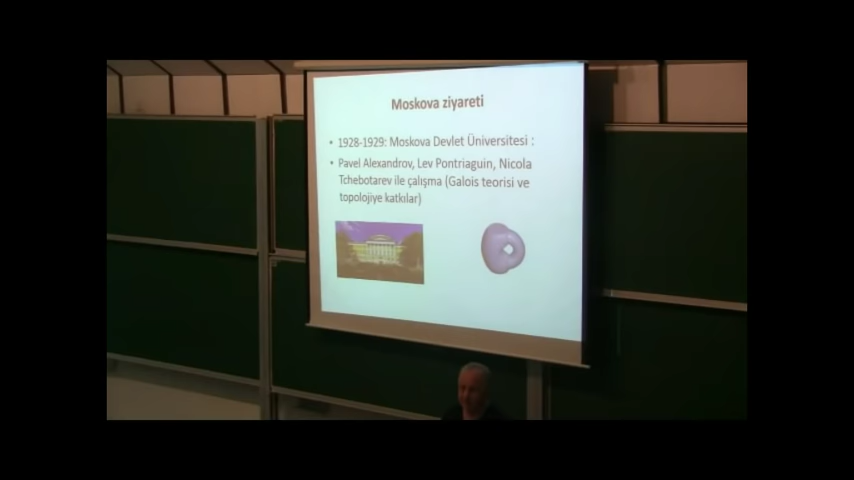 Moskova ziyareti
• 1928-1929: Moskova Devlet Üniversitesi :
• Pavel Alexandrov, Lev Pontriaguin, Nicola
Tchebotarev ile çalışma (Galois teorisi ve
topolojiye katkılar)